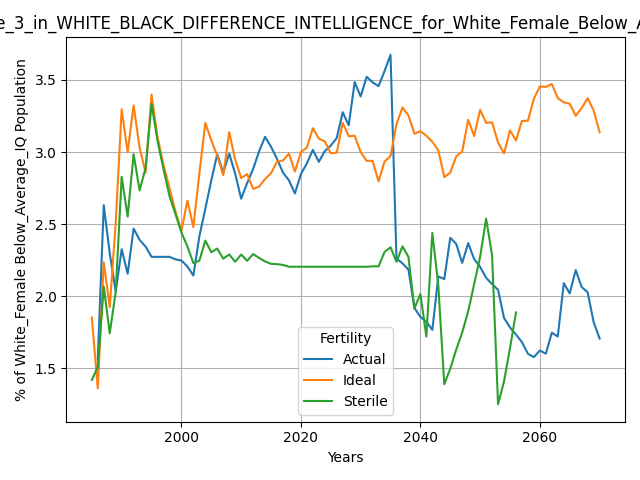 e_3_in_WHITE_BLACK_DIFFERENCE_INTELLIGENCE_for_White_Female_Below_A
% of White_Female Below_Average_IQ Population
3.5
3.0
2.5
2.0
1.5
Fertility
Actual
Ideal
Sterile
2000
2020
2040
2060
Years